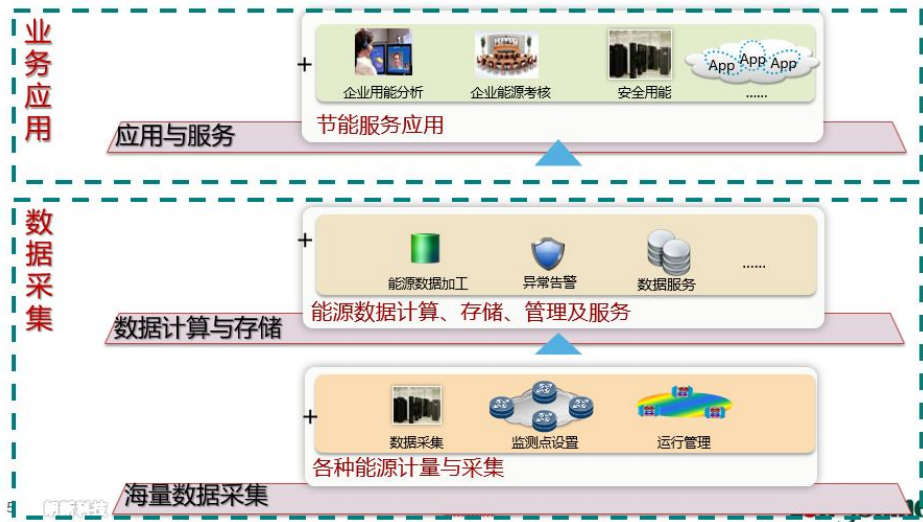 业务应用
+
App App App
企业用能分析 企业能源考核 安全用能 ......
节能服务应用
应用与服务
数据采集
+
能源数据加工 异常告警 数据服务 ......
能源数据计算、存储、管理及服务
数据计算与存储
+
数据采集 监测点设置 运行管理
各种能源计量与采集
海量数据采集
5 朗新科技